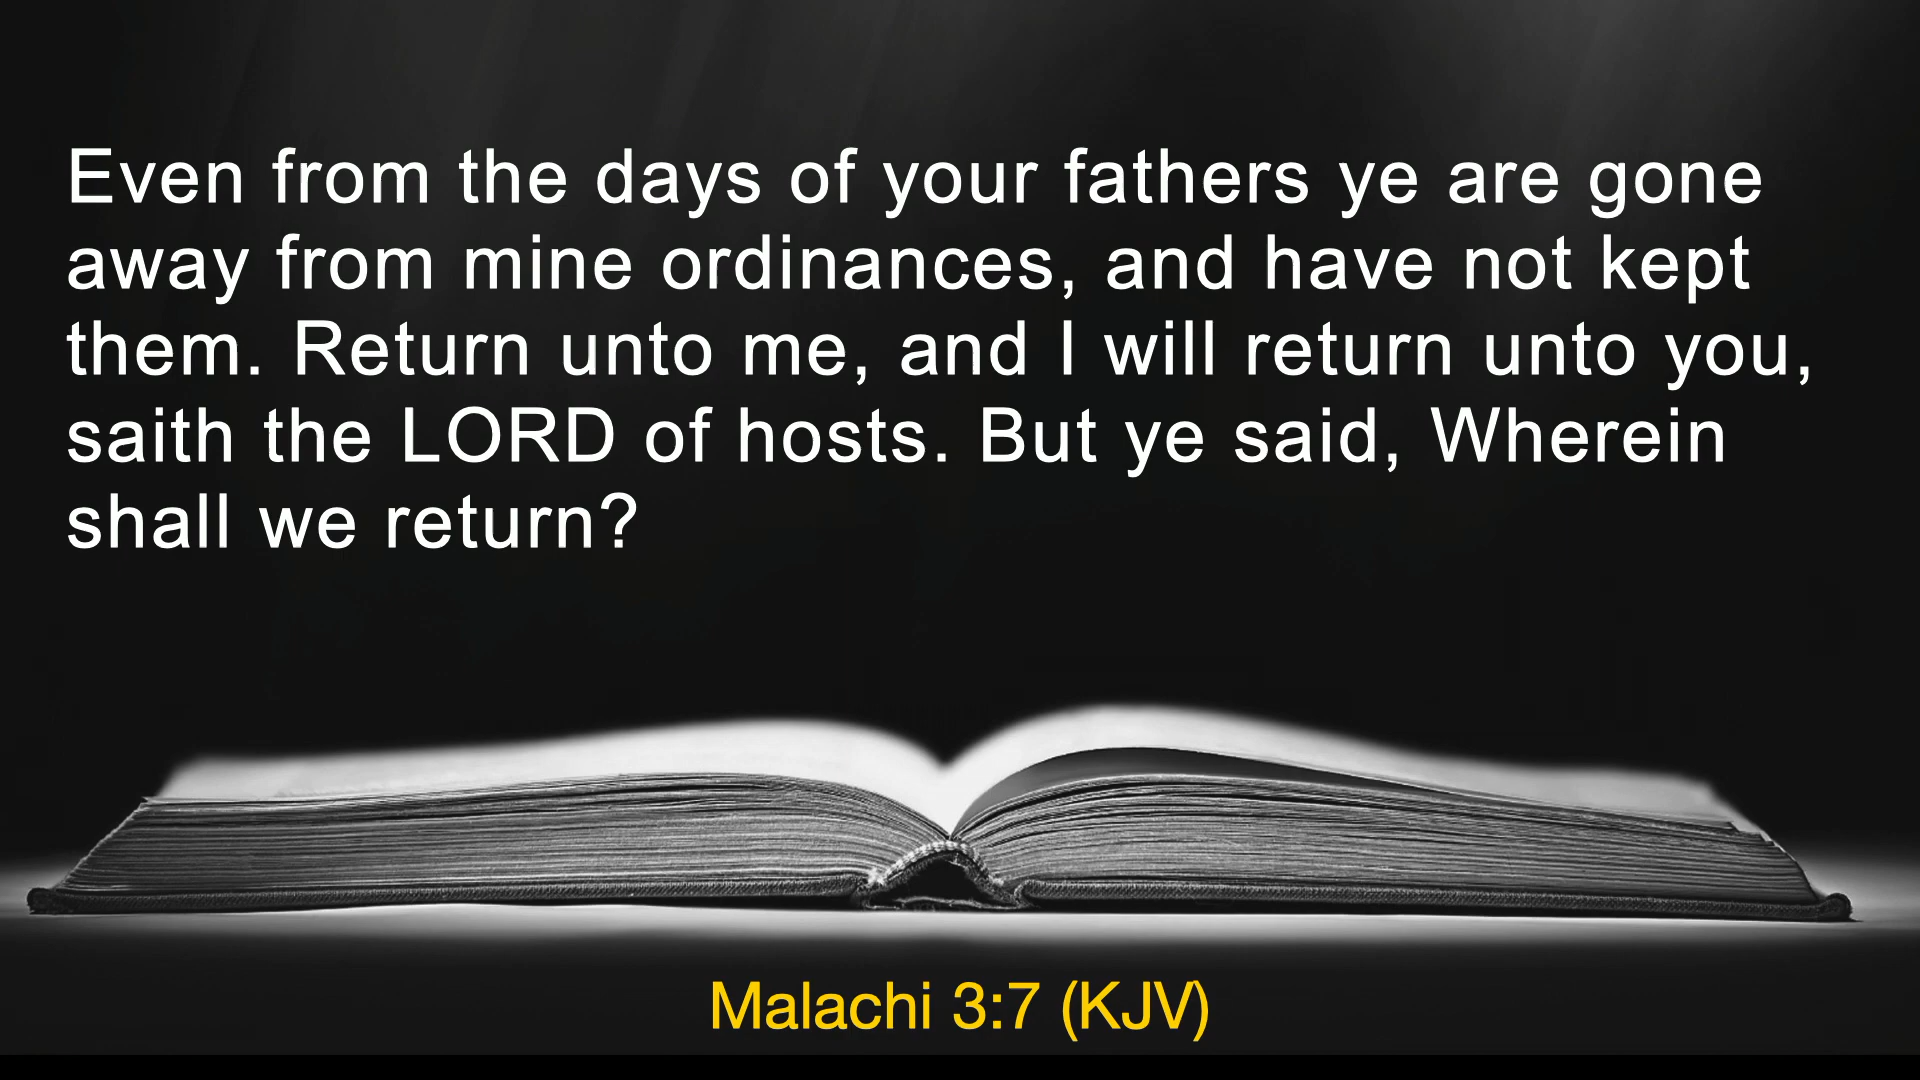 Even from the days of your fathers ye are gone
away from mine ordinances, and have not kept
them. Return unto me, and I will return unto you,
saith the LORD of hosts. But ye said, Wherein
shall we return?
Malachi 3:7 (KJV)